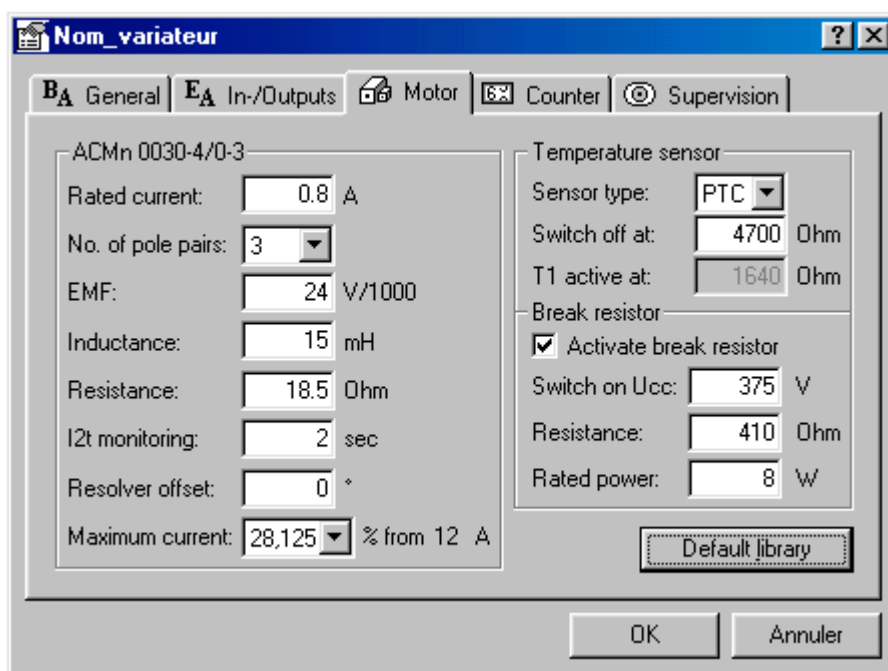 Nom_variateur
BA General EA In-/Outputs Motor Counter Supervision
ACMn 0030-4/0-3
Rated current: 0.8 A
No. of pole pairs: 3
EMF: 24 V/1000
Inductance: 15 mH
Resistance: 18.5 Ohm
I2t monitoring: 2 sec
Resolver offset: 0 °
Maximum current: 28,125 % from 12 A
Temperature sensor
Sensor type: PTC
Switch off at: 4700 Ohm
T1 active at: 1640 Ohm
Break resistor
Activate break resistor
Switch on Ucc: 375 V
Resistance: 410 Ohm
Rated power: 8 W
Default library
OK Annuler